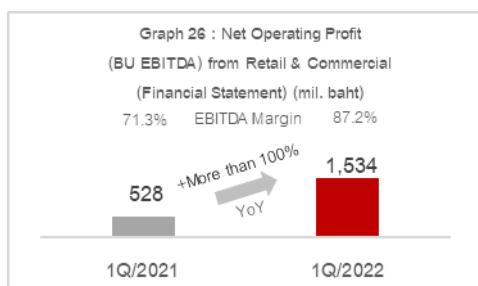 Graph 26 : Net Operating Profit
(BU EBITDA) from Retail & Commercial
(Financial Statement) (mil. baht)
71.3% EBITDA Margin 87.2%
+More than 100%
YoY
528
1,534
1Q/2021
1Q/2022